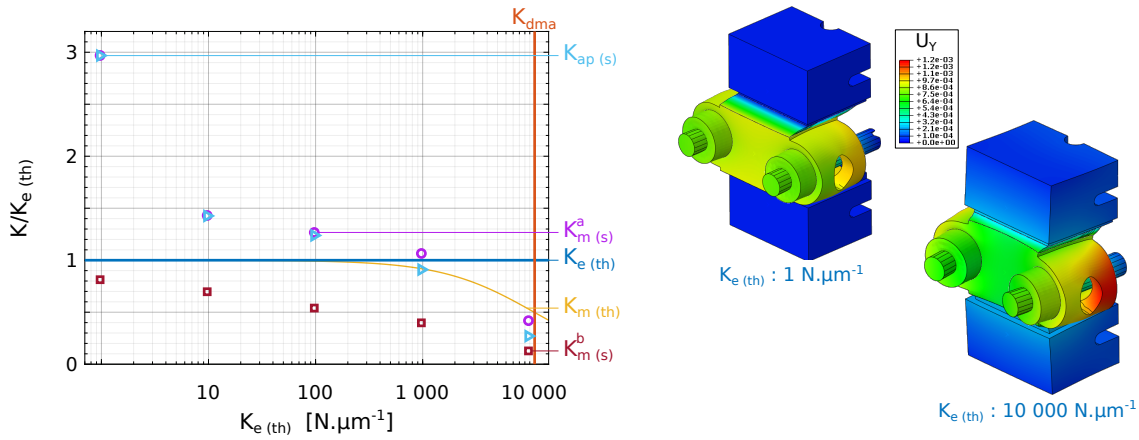 K_dma
3
2
1
0
K/K_e (th)
10
100
1 000
10 000
K_e (th) [N.µm⁻¹]
K_ap (s)
K^a_m (s)
K_e (th)
K_m (th)
K^b_m (s)
U_Y
+1.2e-03
+1.2e-03
+1.1e-03
+9.7e-04
+8.6e-04
+7.5e-04
+6.4e-04
+5.4e-04
+4.3e-04
+3.2e-04
+2.1e-04
+1.0e-04
+0.0e+00
K_e (th) : 1 N.µm⁻¹
K_e (th) : 10 000 N.µm⁻¹